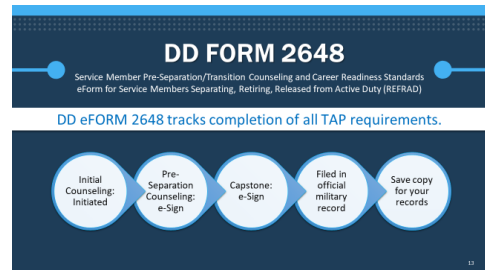 DD FORM 2648
Service Member Pre-Separation/Transition Counseling and Career Readiness Standards
eForm for Service Members Separating, Retiring, Released from Active Duty (REFRAD)
DD eFORM 2648 tracks completion of all TAP requirements.
Initial
Counseling:
Initiated
Pre-
Separation
Counseling:
e-Sign
Capstone:
e-Sign
Filed in
official
military
record
Save copy
for your
records
13